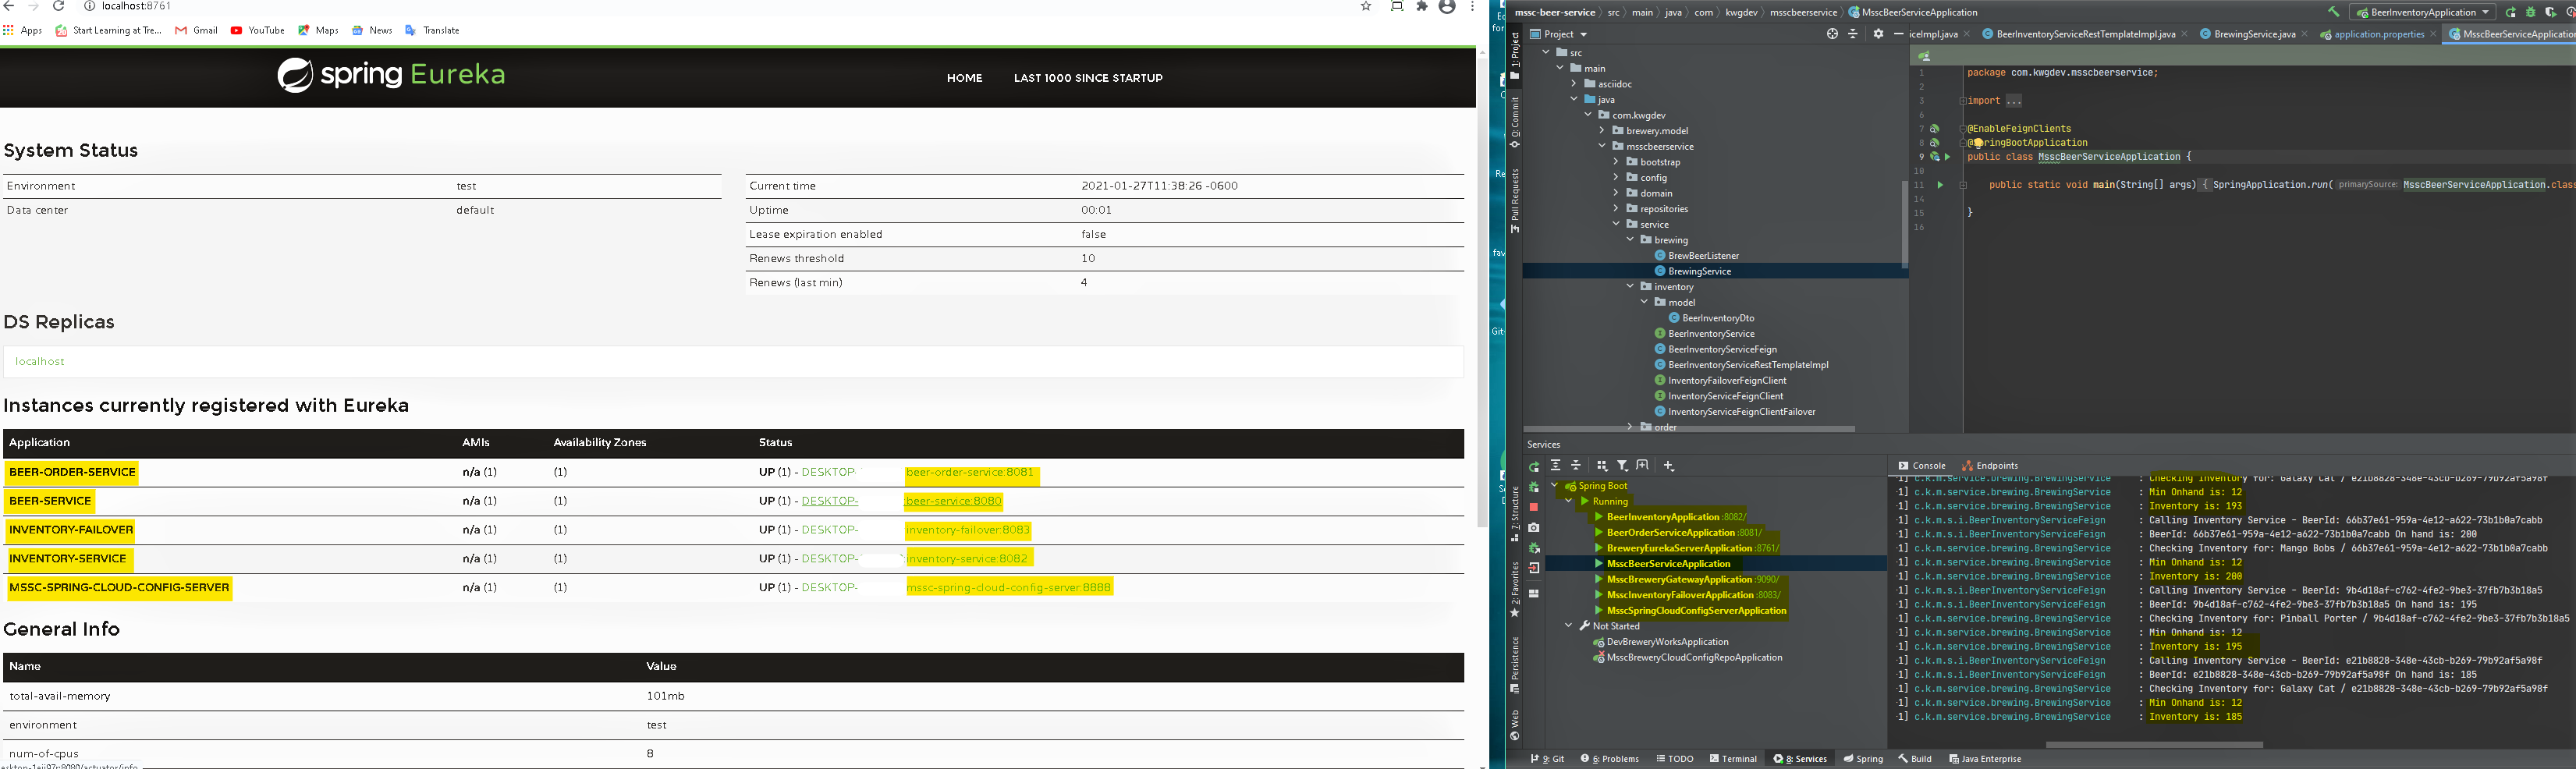 localhost:8761
Apps Start Learning at Tre... Gmail YouTube Maps News Translate
spring Eureka
HOME LAST 1000 SINCE STARTUP
System Status
Environment test
Data center default
Current time 2021-01-27T11:38:26 -0600
Uptime 00:01
Lease expiration enabled false
Renews threshold 10
Renews (last min) 4
DS Replicas
localhost
Instances currently registered with Eureka
Application AMIs Availability Zones Status
BEER-ORDER-SERVICE n/a (1) (1) UP (1) - DESKTOP- beer-order-service:8081
BEER-SERVICE n/a (1) (1) UP (1) - DESKTOP- :beer-service:8080
INVENTORY-FAILOVER n/a (1) (1) UP (1) - DESKTOP- inventory-failover:8083
INVENTORY-SERVICE n/a (1) (1) UP (1) - DESKTOP- :inventory-service:8082
MSSC-SPRING-CLOUD-CONFIG-SERVER n/a (1) (1) UP (1) - DESKTOP- mssc-spring-cloud-config-server:8888
General Info
Name Value
total-avail-memory 101mb
environment test
num-of-cpus 8
mssc-beer-service src main java com kwgdev msscbeerservice MsscBeerServiceApplication
BeerInventoryApplication
Project
iceImpl.java BeerInventoryServiceRestTemplateImpl.java BrewingService.java application.properties MsscBeerServiceApplication
1: Project
0: Commit
Pull Requests
src
main
asciidoc
java
com.kwgdev
brewery.model
msscbeerservice
bootstrap
config
domain
repositories
service
brewing
BrewBeerListener
BrewingService
inventory
model
BeerInventoryDto
BeerInventoryService
BeerInventoryServiceFeign
BeerInventoryServiceRestTemplateImpl
InventoryFailoverFeignClient
InventoryServiceFeignClient
InventoryServiceFeignClientFailover
order
1 package com.kwgdev.msscbeerservice;
2
3 import ...
6
7 @EnableFeignClients
8 @SpringBootApplication
9 public class MsscBeerServiceApplication {
10
11 public static void main(String[] args) { SpringApplication.run( primarySource: MsscBeerServiceApplication.class
14
15 }
16
Services
7: Structure
2: Favorites
Persistence
Web
Spring Boot
Running
BeerInventoryApplication :8082/
BeerOrderServiceApplication :8081/
BreweryEurekaServerApplication :8761/
MsscBeerServiceApplication
MsscBreweryGatewayApplication :9090/
MsscInventoryFailoverApplication :8083/
MsscSpringCloudConfigServerApplication
Not Started
DevBreweryWorksApplication
MsscBreweryCloudConfigRepoApplication
Console Endpoints
-1] c.k.m.service.brewing.BrewingService : Checking Inventory for: Galaxy Cat / e21b8828-348e-43cb-b269-79b92af5a98f
-1] c.k.m.service.brewing.BrewingService : Min Onhand is: 12
-1] c.k.m.service.brewing.BrewingService : Inventory is: 193
-1] c.k.m.s.i.BeerInventoryServiceFeign : Calling Inventory Service - BeerId: 66b37e61-959a-4e12-a622-73b1b0a7cabb
-1] c.k.m.s.i.BeerInventoryServiceFeign : BeerId: 66b37e61-959a-4e12-a622-73b1b0a7cabb On hand is: 200
-1] c.k.m.service.brewing.BrewingService : Checking Inventory for: Mango Bobs / 66b37e61-959a-4e12-a622-73b1b0a7cabb
-1] c.k.m.service.brewing.BrewingService : Min Onhand is: 12
-1] c.k.m.service.brewing.BrewingService : Inventory is: 200
-1] c.k.m.s.i.BeerInventoryServiceFeign : Calling Inventory Service - BeerId: 9b4d18af-c762-4fe2-9be3-37fb7b3b18a5
-1] c.k.m.s.i.BeerInventoryServiceFeign : BeerId: 9b4d18af-c762-4fe2-9be3-37fb7b3b18a5 On hand is: 195
-1] c.k.m.service.brewing.BrewingService : Checking Inventory for: Pinball Porter / 9b4d18af-c762-4fe2-9be3-37fb7b3b18a5
-1] c.k.m.service.brewing.BrewingService : Min Onhand is: 12
-1] c.k.m.service.brewing.BrewingService : Inventory is: 195
-1] c.k.m.s.i.BeerInventoryServiceFeign : Calling Inventory Service - BeerId: e21b8828-348e-43cb-b269-79b92af5a98f
-1] c.k.m.s.i.BeerInventoryServiceFeign : BeerId: e21b8828-348e-43cb-b269-79b92af5a98f On hand is: 185
-1] c.k.m.service.brewing.BrewingService : Checking Inventory for: Galaxy Cat / e21b8828-348e-43cb-b269-79b92af5a98f
-1] c.k.m.service.brewing.BrewingService : Min Onhand is: 12
-1] c.k.m.service.brewing.BrewingService : Inventory is: 185
9: Git 6: Problems TODO Terminal 8: Services Spring Build Java Enterprise